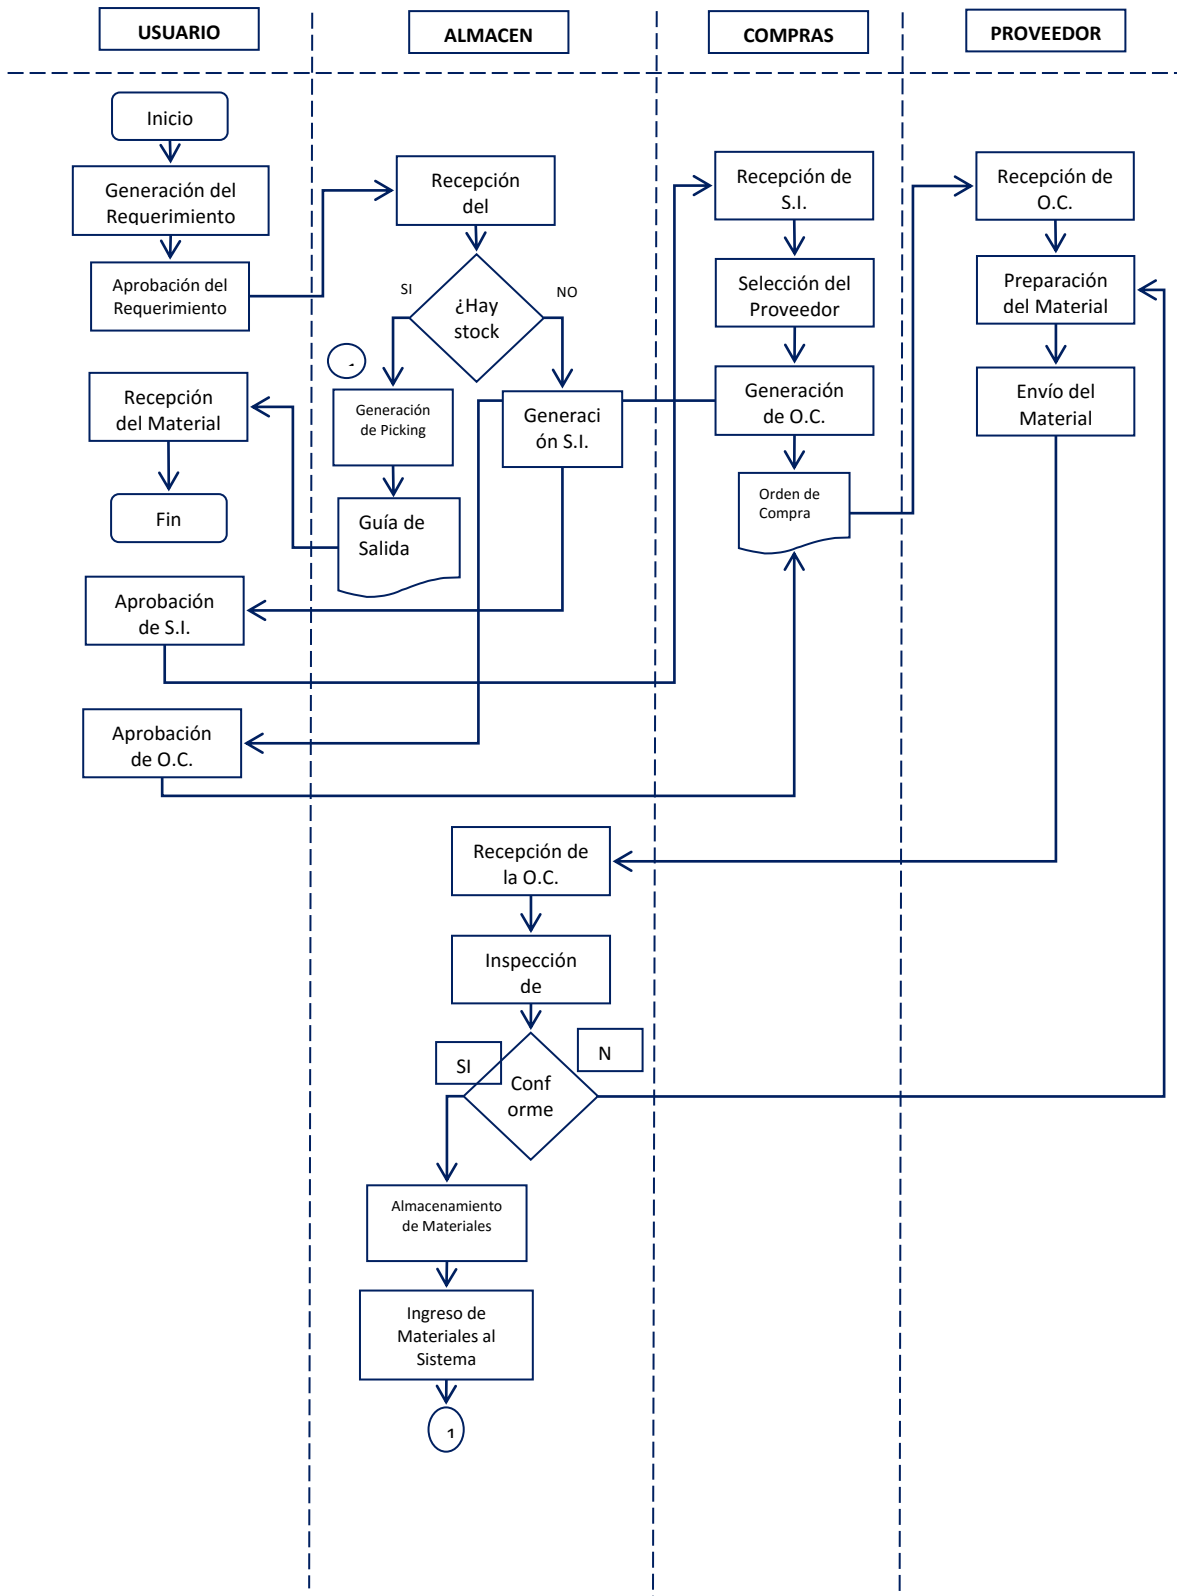 USUARIO
ALMACEN
COMPRAS
PROVEEDOR
Inicio
Generación del
Requerimiento
Aprobación del
Requerimiento
Recepción
del Material
Fin
Aprobación
de S.I.
Aprobación
de O.C.
Recepción
del
SI
NO
¿Hay
stock
Generación
de Picking
Generaci
ón S.I.
Guía de
Salida
Recepción de
S.I.
Selección del
Proveedor
Generación
de O.C.
Orden de
Compra
Recepción de
O.C.
Preparación
del Material
Envío del
Material
Recepción de
la O.C.
Inspección
de
SI
N
Conf
orme
Almacenamiento
de Materiales
Ingreso de
Materiales al
Sistema
1